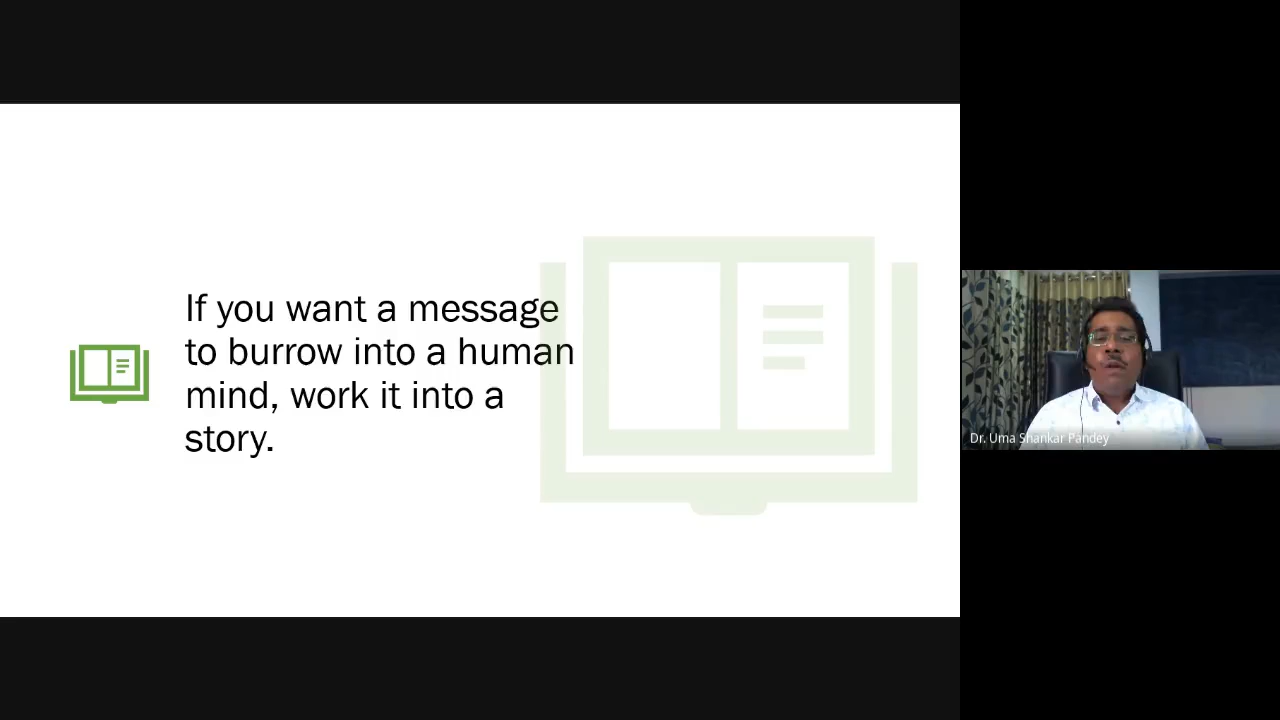 If you want a message
to burrow into a human
mind, work it into a
story.
Dr. Uma Shankar Pandey